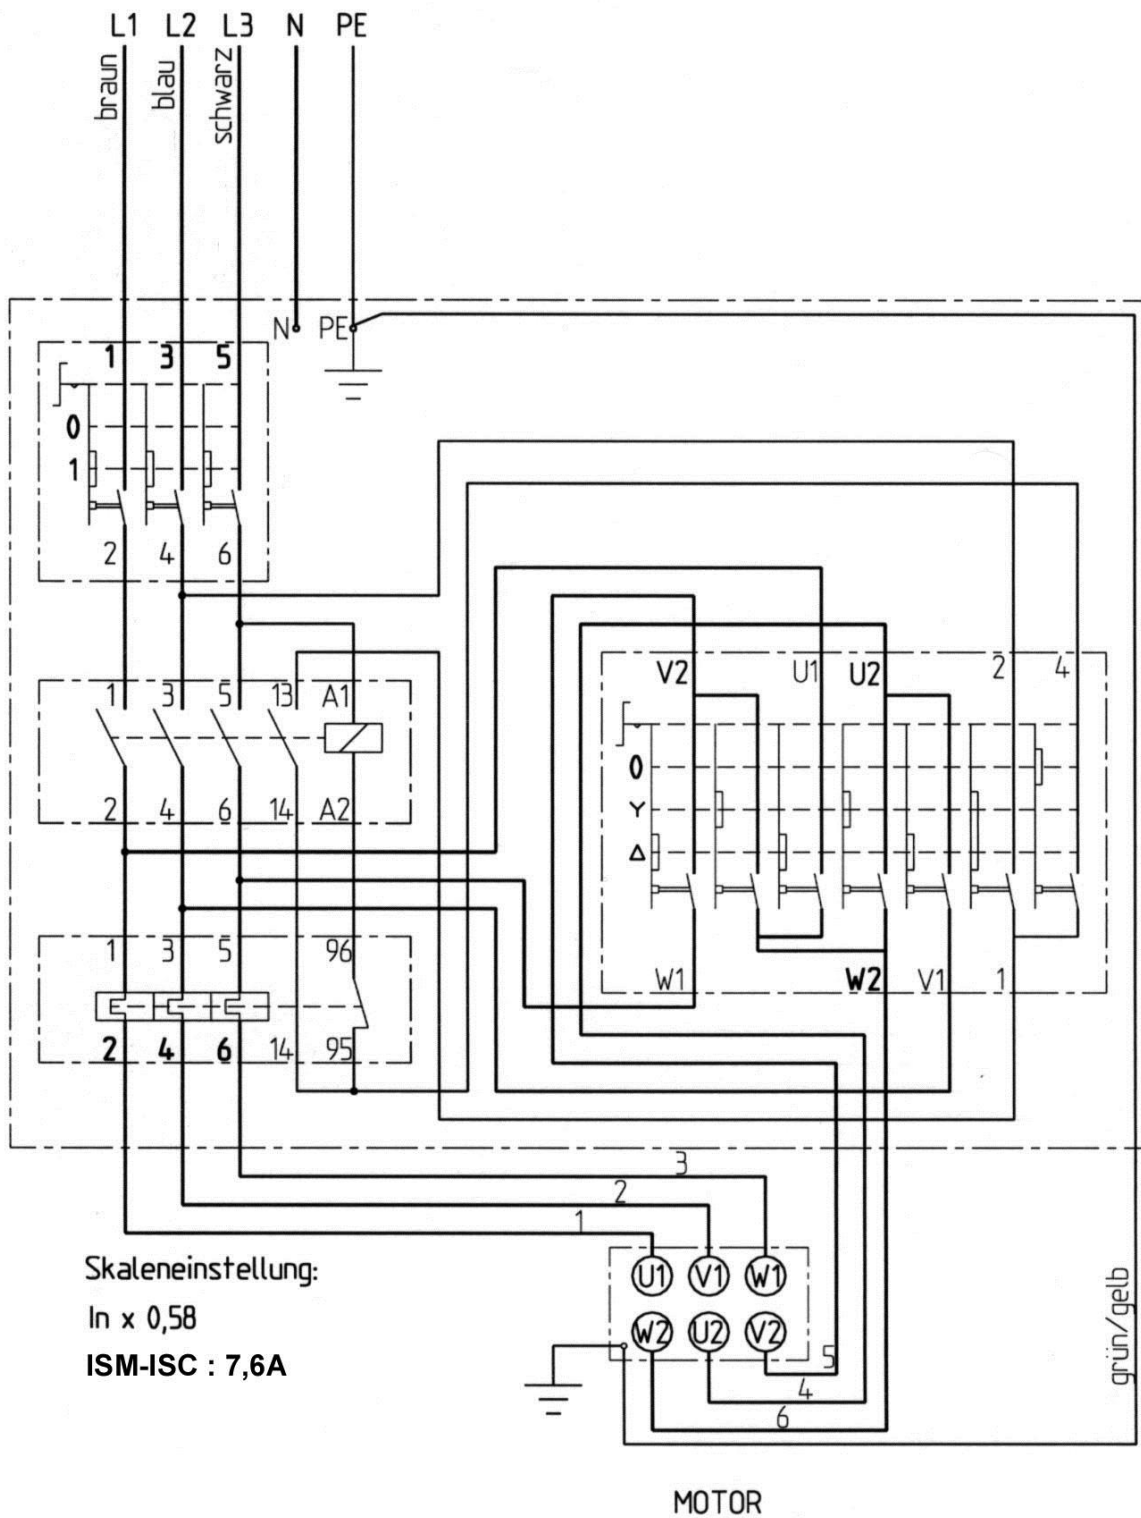 L1 L2 L3 N PE
braun
blau
schwarz
N PE
1 3 5
0
1
2 4 6
1 3 5 13 A1
2 4 6 14 A2
V2 U1 U2 2 4
0
Y
Δ
W1 W2 V1 1
1 3 5 96
2 4 6 14 95
3
2
1
U1 V1 W1
W2 U2 V2
5
4
6
grün/gelb
Skaleneinstellung:
In x 0,58
ISM-ISC : 7,6A
MOTOR